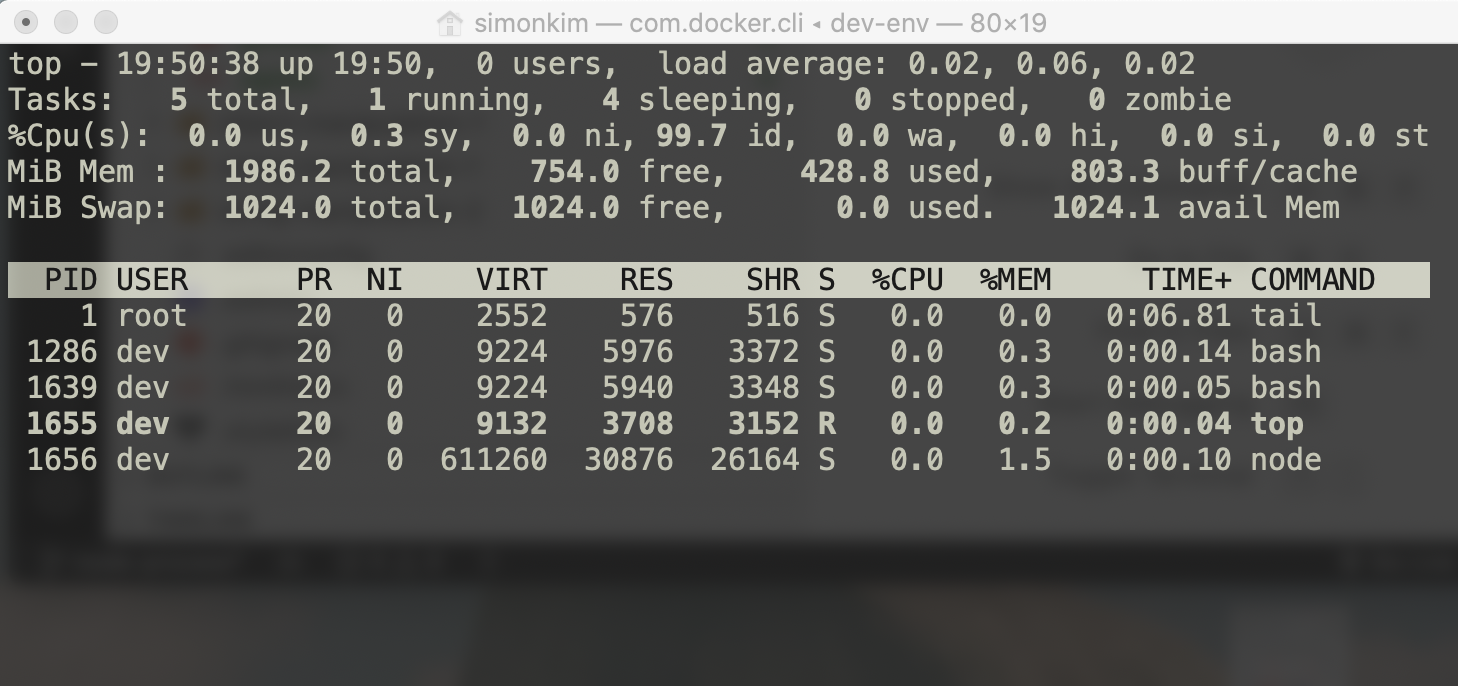 simonkim — com.docker.cli ◂ dev-env — 80×19
top - 19:50:38 up 19:50,  0 users,  load average: 0.02, 0.06, 0.02
Tasks:   5 total,   1 running,   4 sleeping,   0 stopped,   0 zombie
%Cpu(s):  0.0 us,  0.3 sy,  0.0 ni, 99.7 id,  0.0 wa,  0.0 hi,  0.0 si,  0.0 st
MiB Mem :   1986.2 total,    754.0 free,    428.8 used,    803.3 buff/cache
MiB Swap:   1024.0 total,   1024.0 free,      0.0 used.   1024.1 avail Mem
  PID USER      PR  NI    VIRT    RES    SHR S  %CPU  %MEM     TIME+ COMMAND
    1 root      20   0    2552    576    516 S   0.0   0.0   0:06.81 tail
 1286 dev       20   0    9224   5976   3372 S   0.0   0.3   0:00.14 bash
 1639 dev       20   0    9224   5940   3348 S   0.0   0.3   0:00.05 bash
 1655 dev       20   0    9132   3708   3152 R   0.0   0.2   0:00.04 top
 1656 dev       20   0  611260  30876  26164 S   0.0   1.5   0:00.10 node